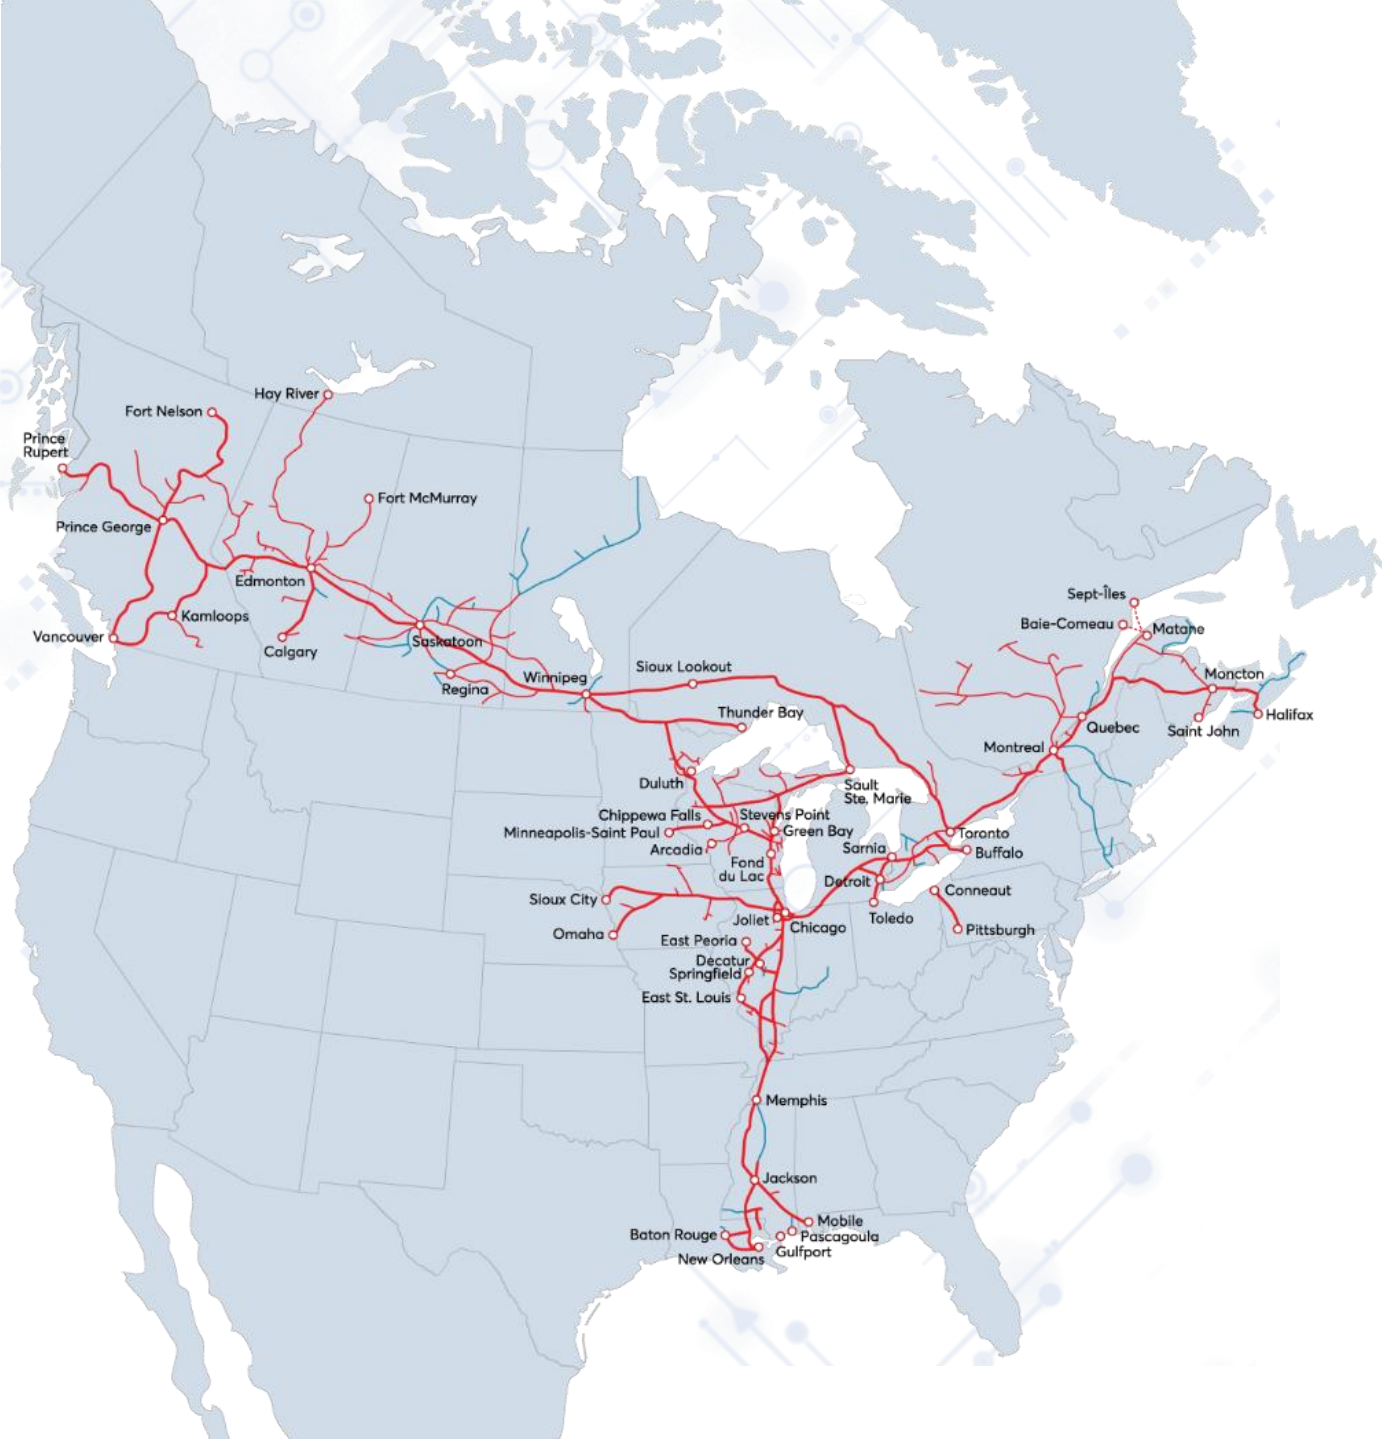 Hay River
Fort Nelson
Prince
Rupert
Fort McMurray
Prince George
Edmonton
Kamloops
Vancouver
Calgary
Saskatoon
Regina
Winnipeg
Sioux Lookout
Thunder Bay
Duluth
Sault
Ste. Marie
Chippewa Falls
Stevens Point
Minneapolis-Saint Paul
Green Bay
Arcadia
Fond
du Lac
Sioux City
Omaha
Joliet
Chicago
East Peoria
Decatur
Springfield
East St. Louis
Memphis
Jackson
Mobile
Pascagoula
Gulfport
Baton Rouge
New Orleans
Sarnia
Detroit
Toledo
Toronto
Buffalo
Conneaut
Pittsburgh
Montreal
Quebec
Sept-Îles
Baie-Comeau
Matane
Moncton
Saint John
Halifax